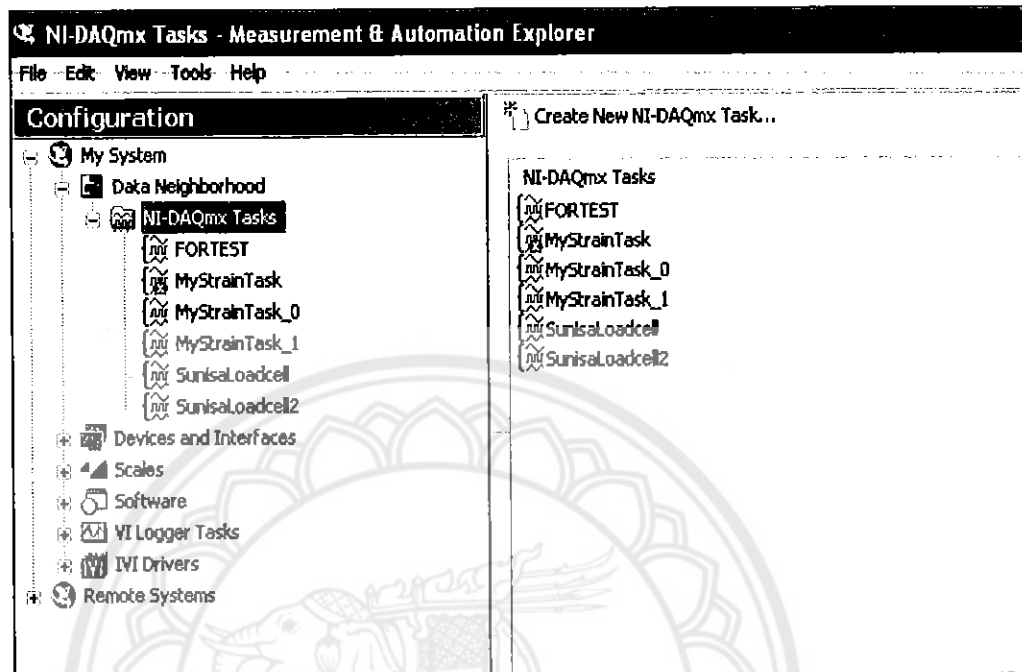 NI-DAQmx Tasks - Measurement & Automation Explorer
File Edit View Tools Help
Configuration
My System
Data Neighborhood
NI-DAQmx Tasks
FORTEST
MyStrainTask
MyStrainTask_0
MyStrainTask_1
SunisaLoadcell
SunisaLoadcell2
Devices and Interfaces
Scales
Software
VI Logger Tasks
IVI Drivers
Remote Systems
Create New NI-DAQmx Task...
NI-DAQmx Tasks
FORTEST
MyStrainTask
MyStrainTask_0
MyStrainTask_1
SunisaLoadcell
SunisaLoadcell2